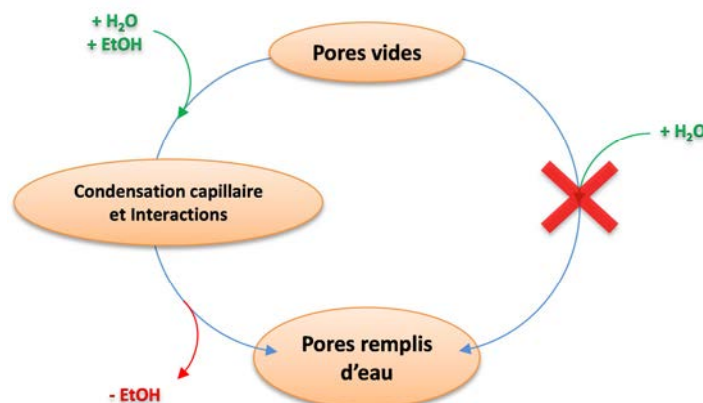 + H₂O
+ EtOH
Pores vides
+ H₂O
Condensation capillaire
et Interactions
Pores remplis
d'eau
- EtOH